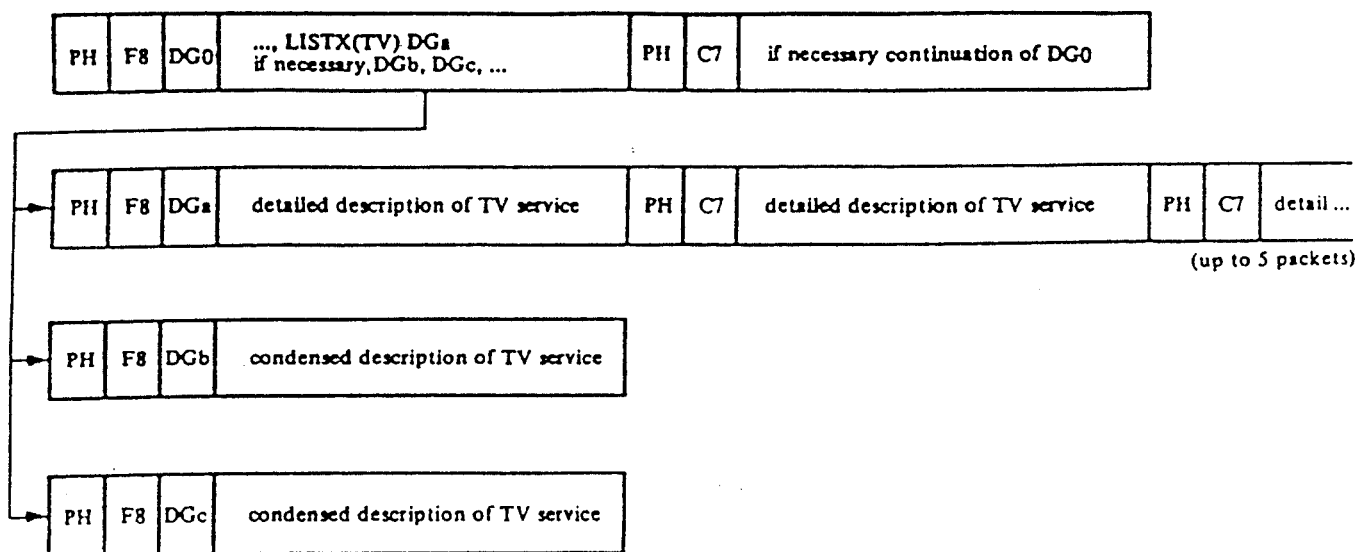 PH F8 DG0 ..., LISTX(TV) DGa
if necessary, DGb, DGc, ...
PH C7 if necessary continuation of DG0
PH F8 DGa detailed description of TV service PH C7 detailed description of TV service PH C7 detail ...
(up to 5 packets)
PH F8 DGb condensed description of TV service
PH F8 DGc condensed description of TV service